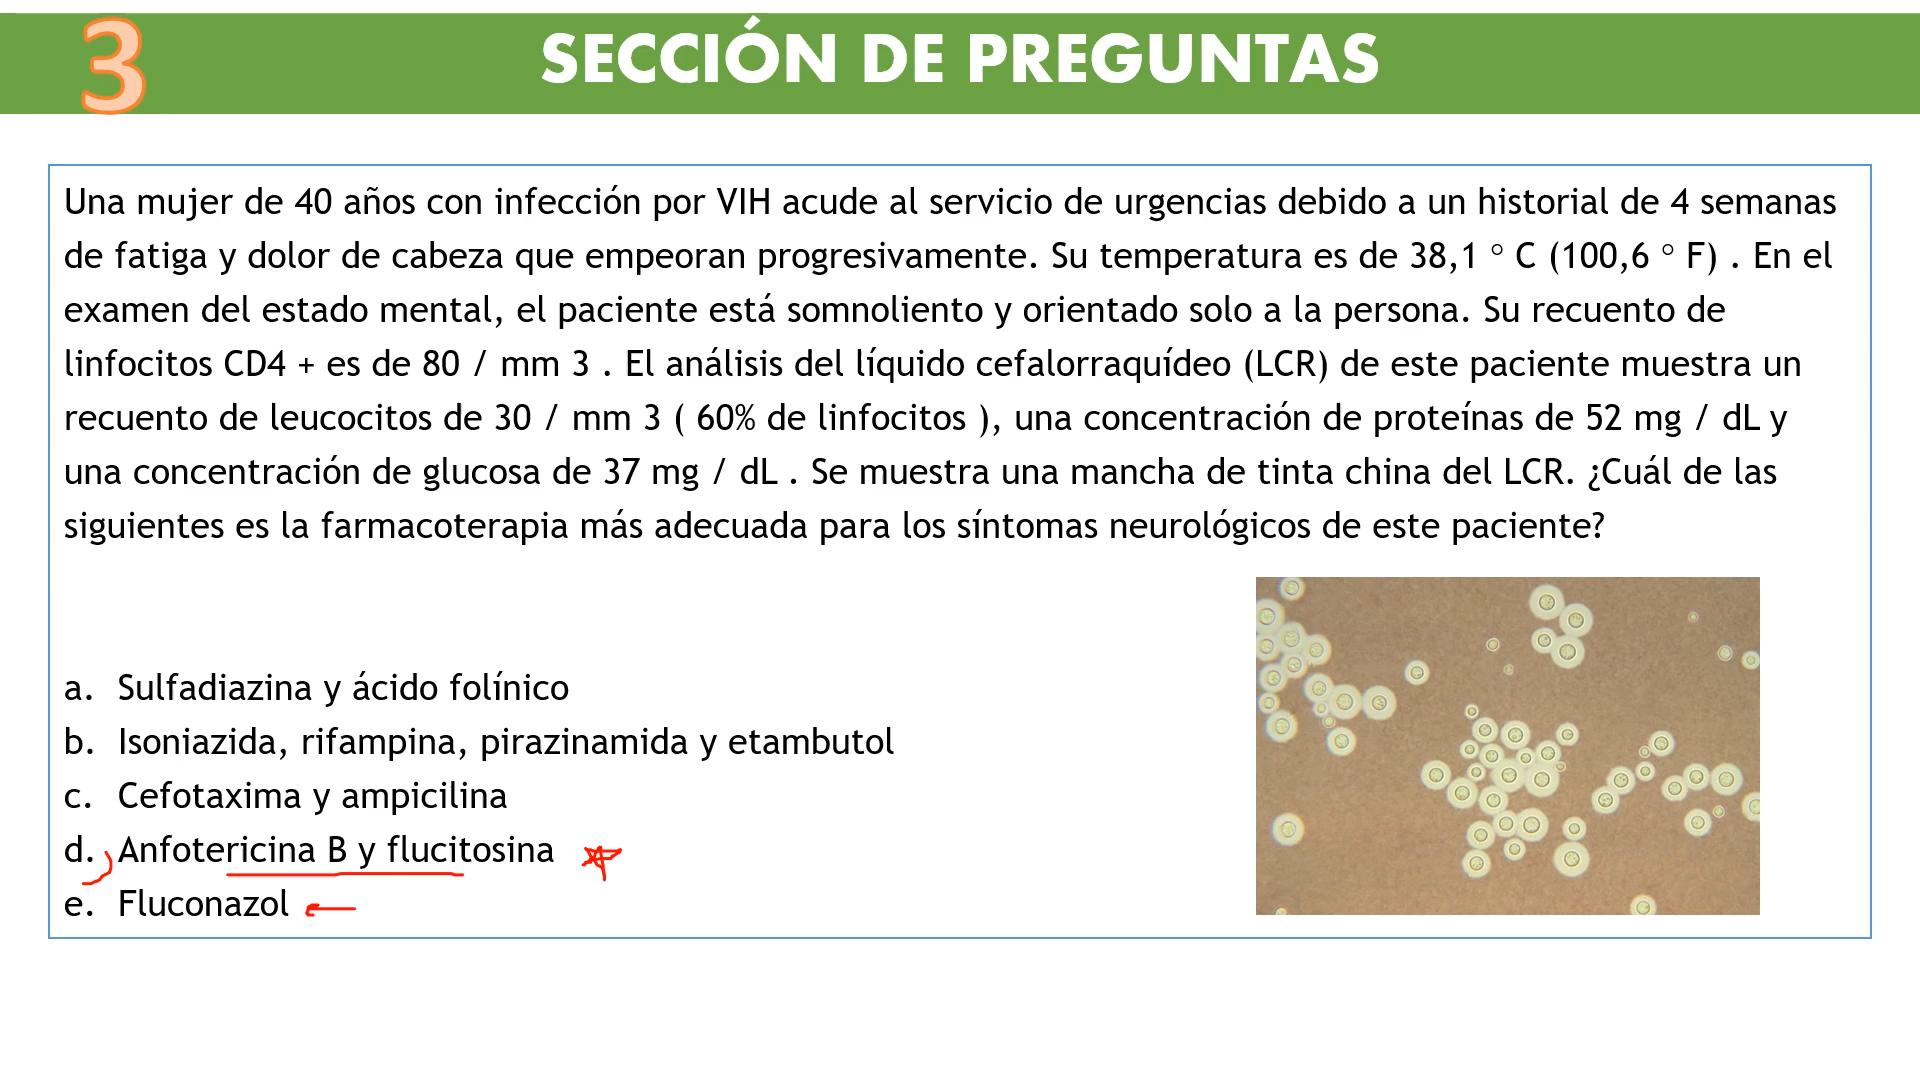 3
SECCIÓN DE PREGUNTAS
Una mujer de 40 años con infección por VIH acude al servicio de urgencias debido a un historial de 4 semanas
de fatiga y dolor de cabeza que empeoran progresivamente. Su temperatura es de 38,1 ° C (100,6 ° F) . En el
examen del estado mental, el paciente está somnoliento y orientado solo a la persona. Su recuento de
linfocitos CD4 + es de 80 / mm 3 . El análisis del líquido cefalorraquídeo (LCR) de este paciente muestra un
recuento de leucocitos de 30 / mm 3 ( 60% de linfocitos ), una concentración de proteínas de 52 mg / dL y
una concentración de glucosa de 37 mg / dL . Se muestra una mancha de tinta china del LCR. ¿Cuál de las
siguientes es la farmacoterapia más adecuada para los síntomas neurológicos de este paciente?
a. Sulfadiazina y ácido folínico
b. Isoniazida, rifampina, pirazinamida y etambutol
c. Cefotaxima y ampicilina
d. Anfotericina B y flucitosina
e. Fluconazol